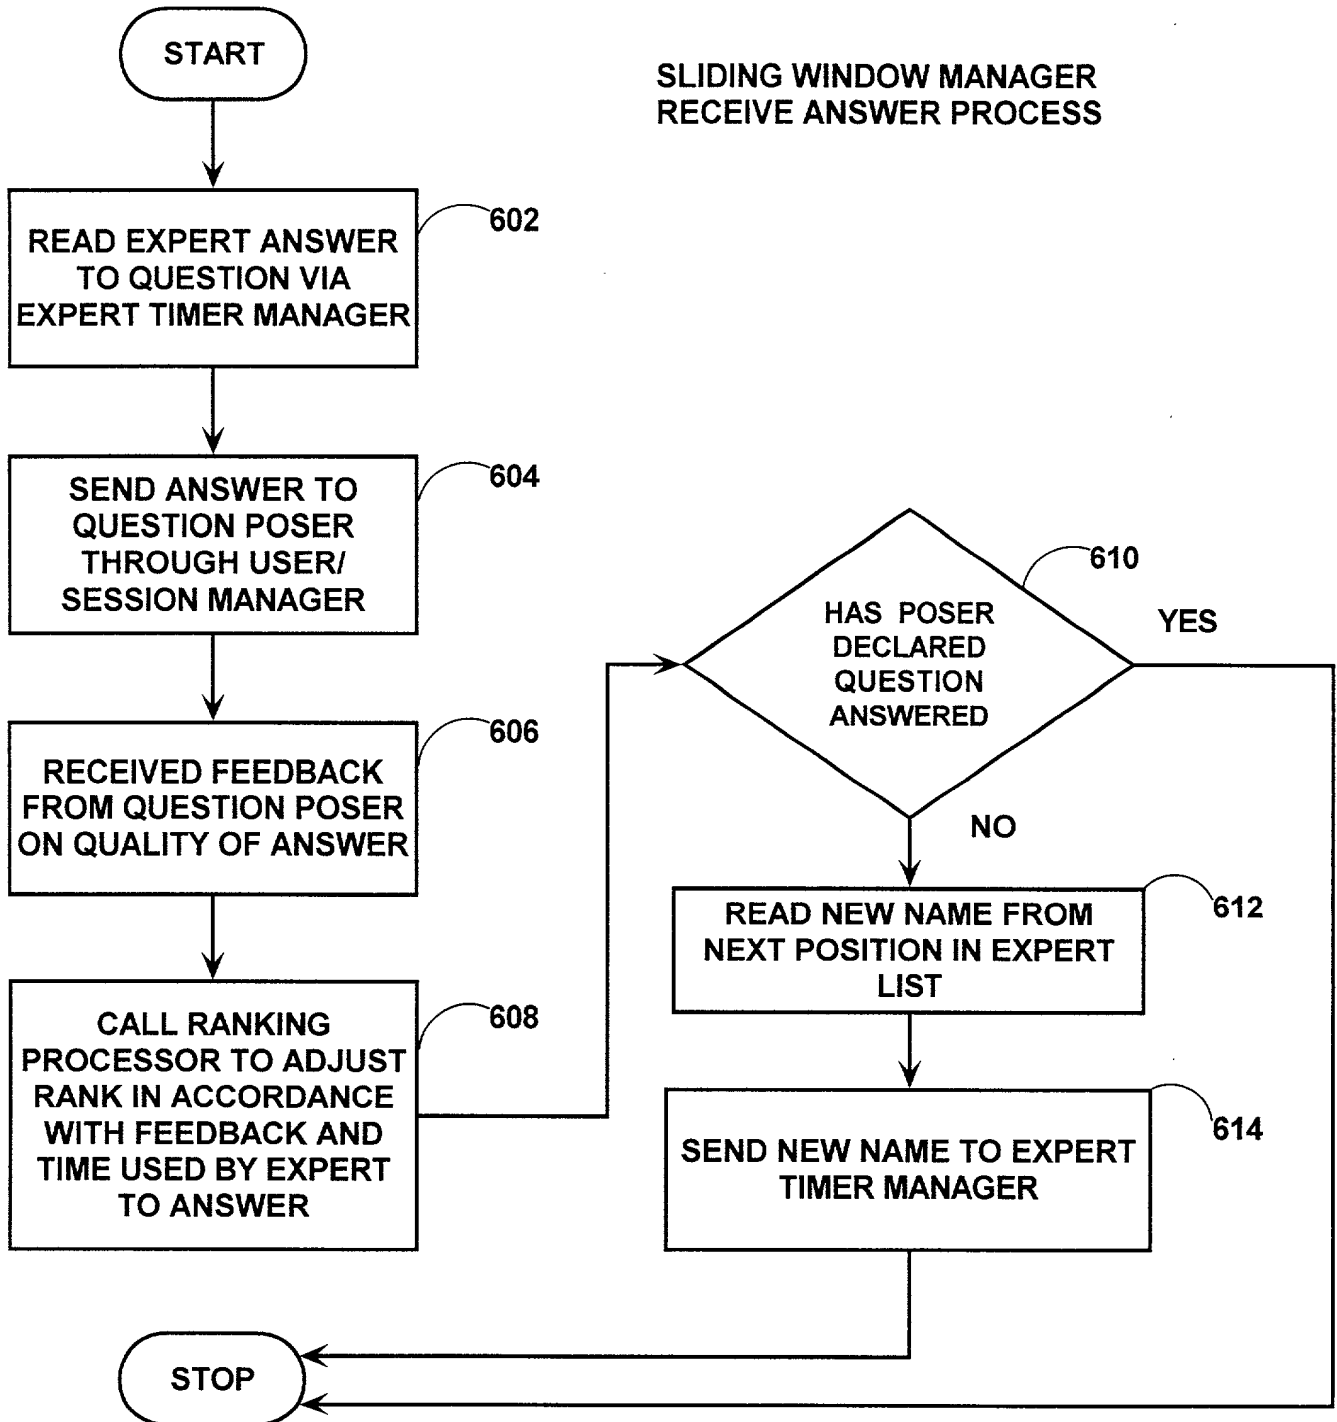 START
SLIDING WINDOW MANAGER
RECEIVE ANSWER PROCESS
602
READ EXPERT ANSWER
TO QUESTION VIA
EXPERT TIMER MANAGER
604
SEND ANSWER TO
QUESTION POSER
THROUGH USER/
SESSION MANAGER
606
RECEIVED FEEDBACK
FROM QUESTION POSER
ON QUALITY OF ANSWER
608
CALL RANKING
PROCESSOR TO ADJUST
RANK IN ACCORDANCE
WITH FEEDBACK AND
TIME USED BY EXPERT
TO ANSWER
610
HAS POSER
DECLARED
QUESTION
ANSWERED
YES
NO
612
READ NEW NAME FROM
NEXT POSITION IN EXPERT
LIST
614
SEND NEW NAME TO EXPERT
TIMER MANAGER
STOP